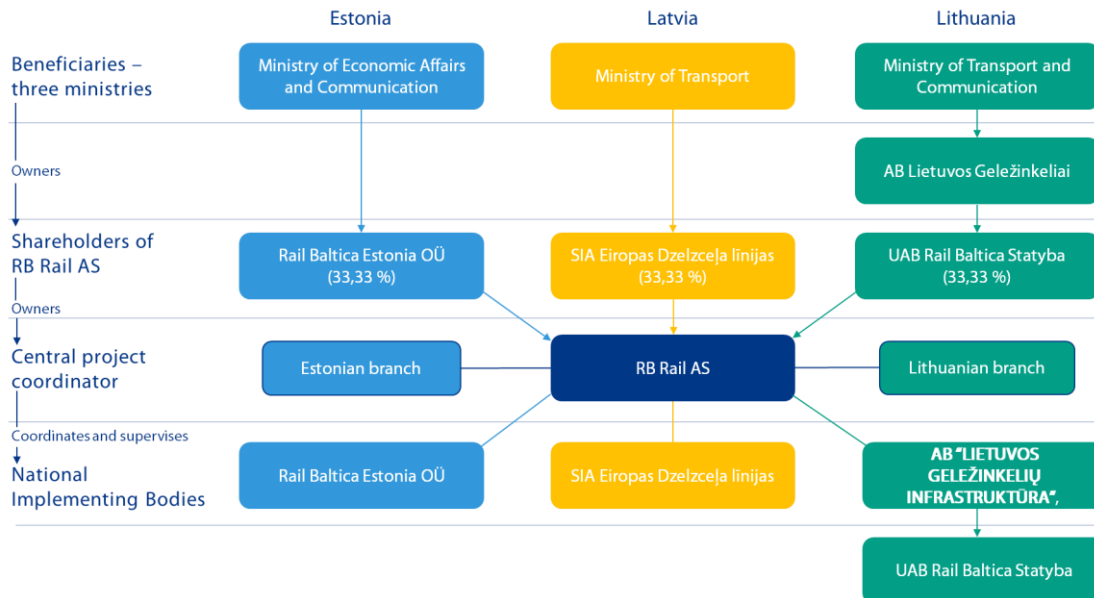 Estonia
Latvia
Lithuania
Beneficiaries –
three ministries
Ministry of Economic Affairs
and Communication
Ministry of Transport
Ministry of Transport and
Communication
Owners
AB Lietuvos Geležinkeliai
Shareholders of
RB Rail AS
Rail Baltica Estonia OÜ
(33,33 %)
SIA Eiropas Dzelzceļa līnijas
(33,33 %)
UAB Rail Baltica Statyba
(33,33 %)
Owners
Central project
coordinator
Estonian branch
RB Rail AS
Lithuanian branch
Coordinates and supervises
National
Implementing Bodies
Rail Baltica Estonia OÜ
SIA Eiropas Dzelzceļa līnijas
AB “LIETUVOS
GELEŽINKELIŲ
INFRASTRUKTŪRA”,
UAB Rail Baltica Statyba